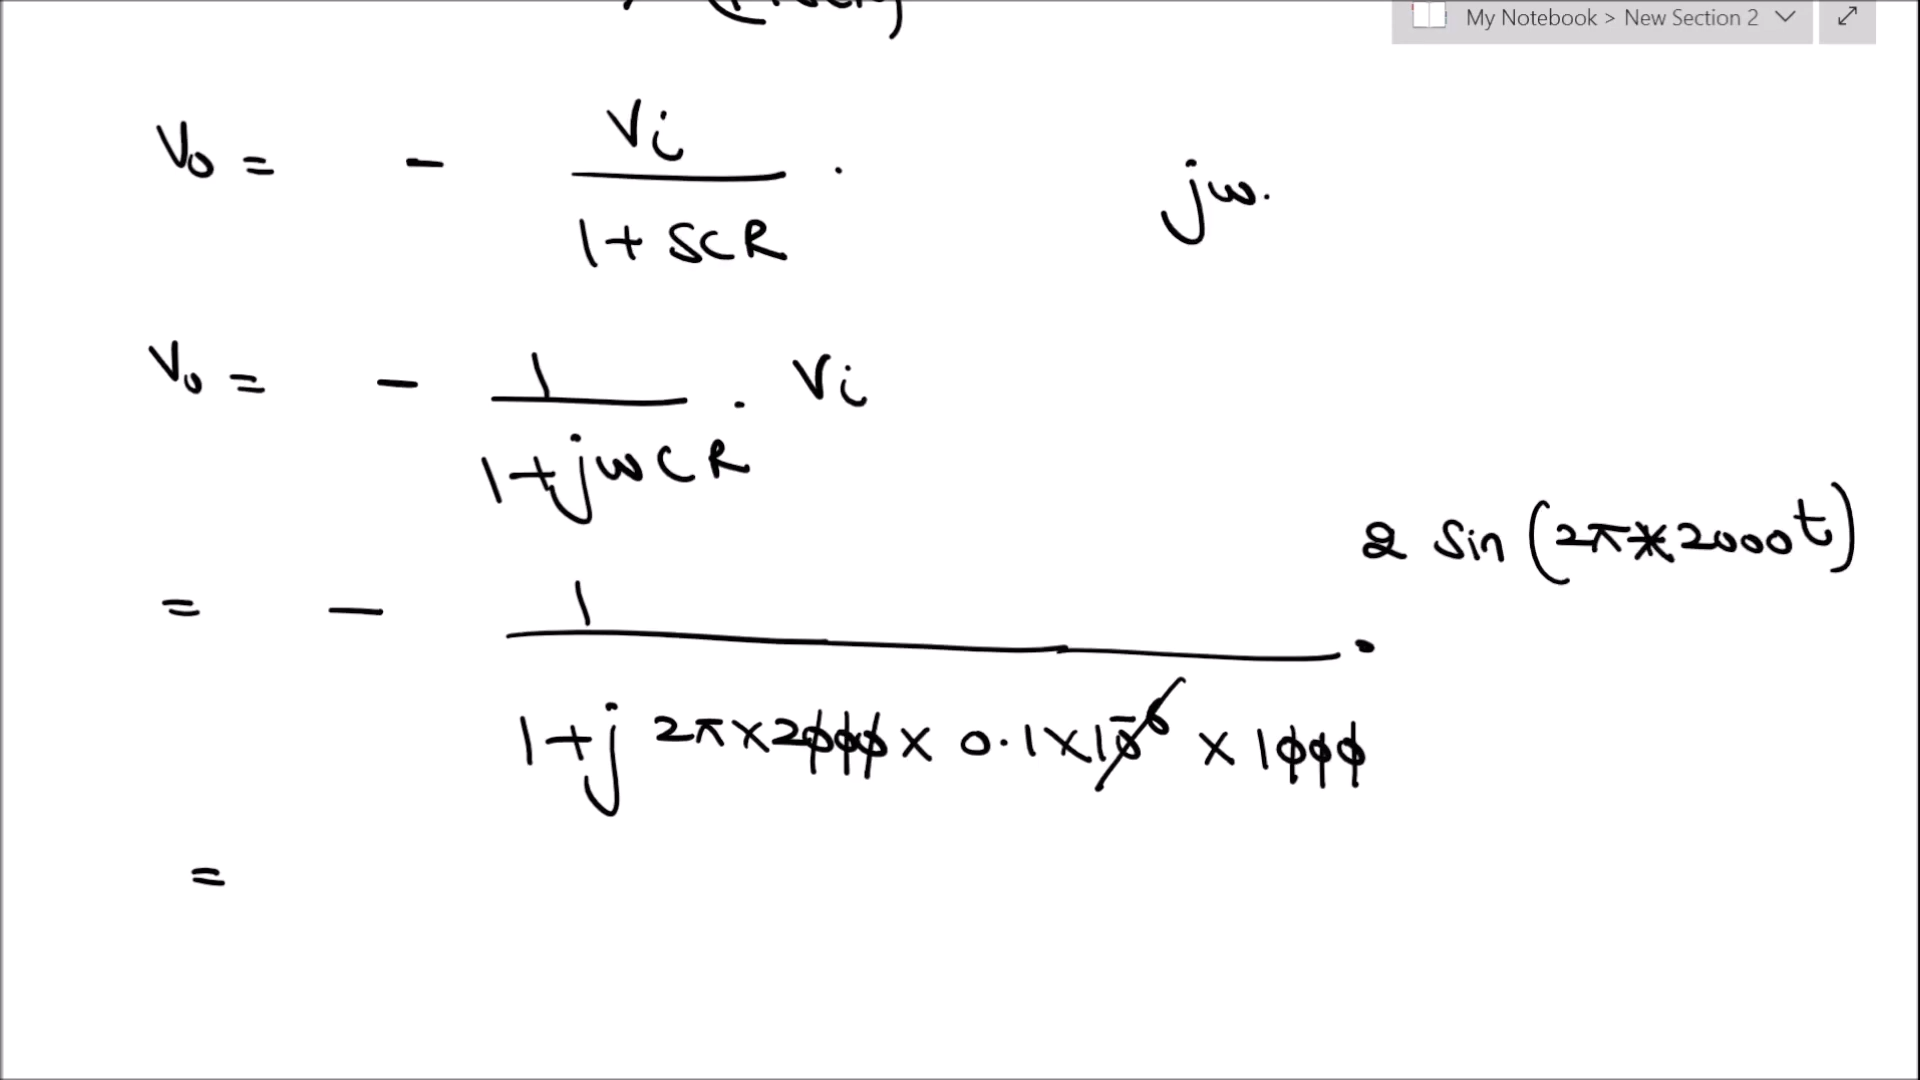 My Notebook > New Section 2
V₀ = - Vi / 1 + SCR .
jω.
V₀ = - 1 / 1 + jωCR . Vi
2 Sin (2π*2000t)
= - 1 / 1 + j 2π × 2000 × 0.1 × 10⁻⁶ × 1000 .
=